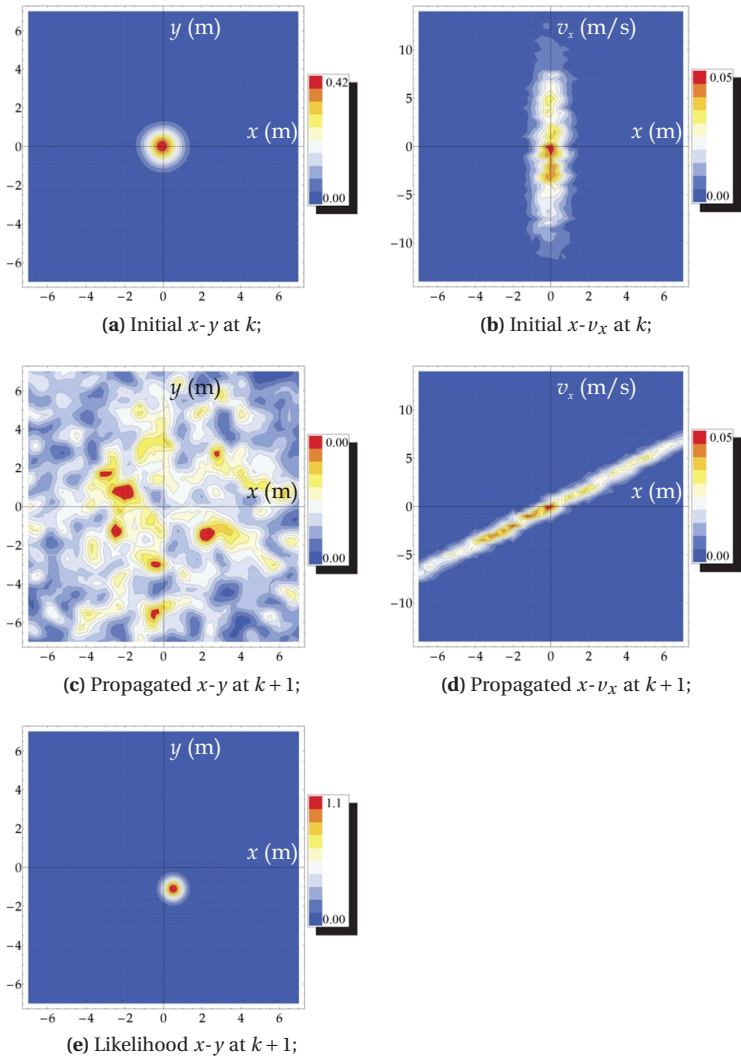 y (m)
x (m)
6
4
2
0
−2
−4
−6
−6 −4 −2 0 2 4 6
0.42
0.00
(a) Initial x-y at k;
v_x (m/s)
x (m)
10
5
0
−5
−10
−6 −4 −2 0 2 4 6
0.05
0.00
(b) Initial x-v_x at k;
y (m)
x (m)
6
4
2
0
−2
−4
−6
−6 −4 −2 0 2 4 6
0.00
0.00
(c) Propagated x-y at k+1;
v_x (m/s)
x (m)
10
5
0
−5
−10
−6 −4 −2 0 2 4 6
0.05
0.00
(d) Propagated x-v_x at k+1;
y (m)
x (m)
6
4
2
0
−2
−4
−6
−6 −4 −2 0 2 4 6
1.1
0.00
(e) Likelihood x-y at k+1;